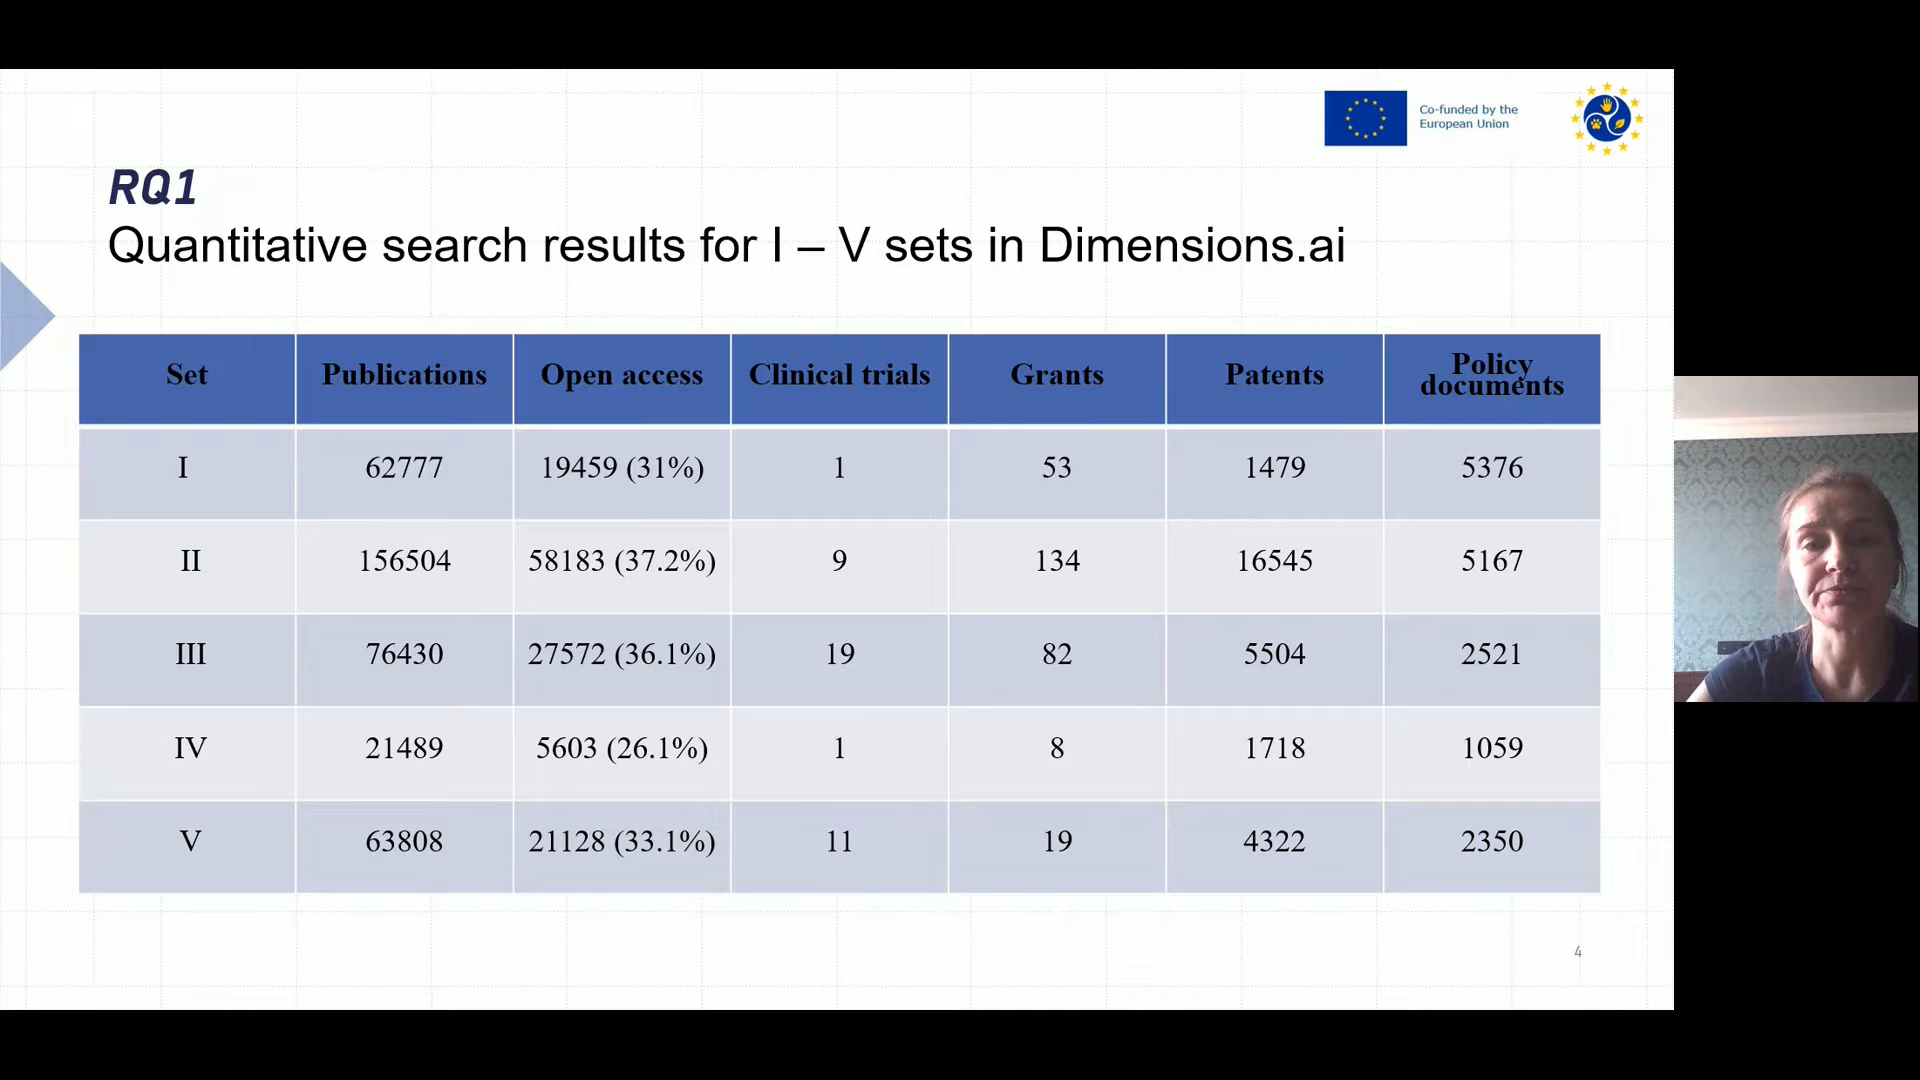 Co-funded by the
European Union
RQ1
Quantitative search results for I – V sets in Dimensions.ai
Set Publications Open access Clinical trials Grants Patents Policy documents
I 62777 19459 (31%) 1 53 1479 5376
II 156504 58183 (37.2%) 9 134 16545 5167
III 76430 27572 (36.1%) 19 82 5504 2521
IV 21489 5603 (26.1%) 1 8 1718 1059
V 63808 21128 (33.1%) 11 19 4322 2350
4